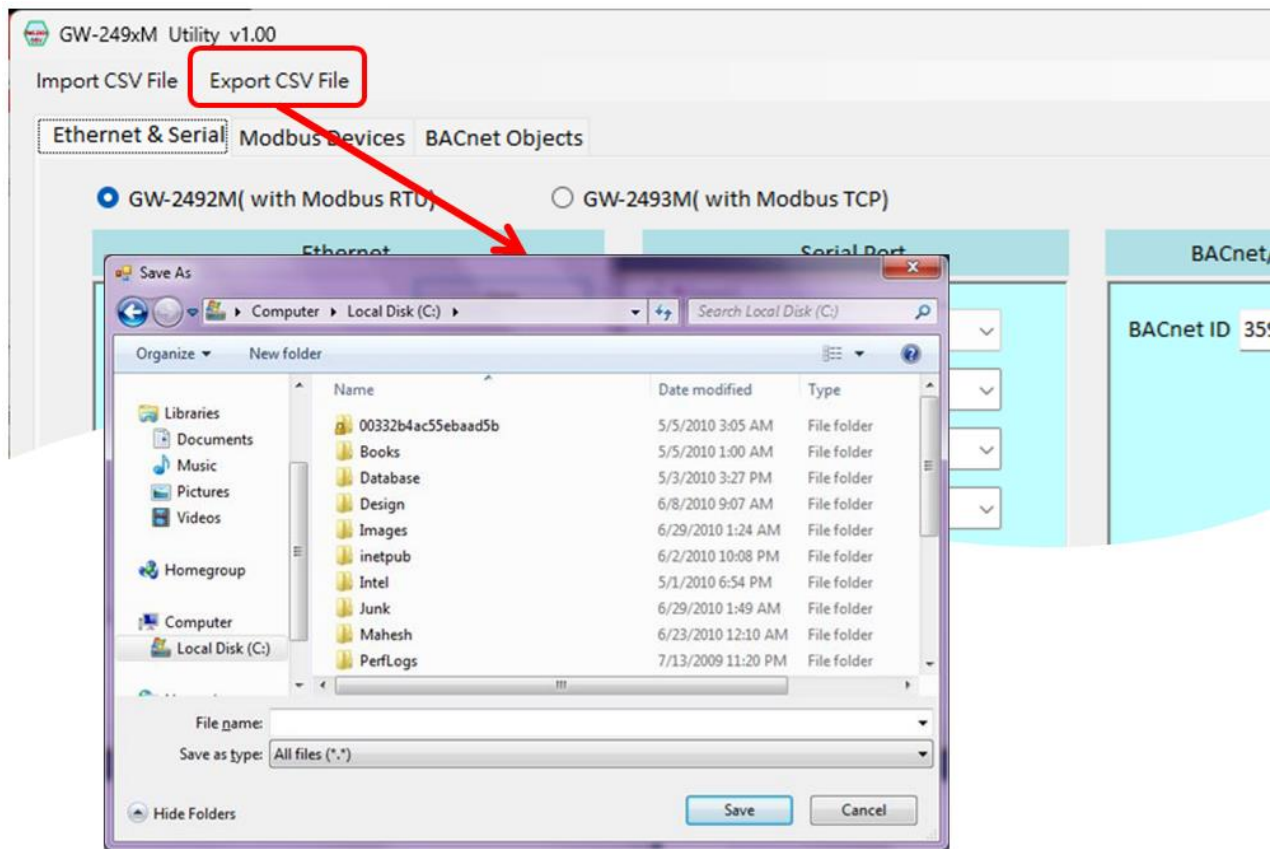 GW-249xM Utility v1.00
Import CSV File Export CSV File
Ethernet & Serial Modbus Devices BACnet Objects
GW-2492M( with Modbus RTU) GW-2493M( with Modbus TCP)
Ethernet Serial Port BACnet/
Save As
Computer Local Disk (C:) Search Local Disk (C:)
BACnet ID 359
Organize New folder
Name Date modified Type
Libraries
00332b4ac55ebaad5b 5/5/2010 3:05 AM File folder
Documents
Books 5/5/2010 1:00 AM File folder
Music
Database 5/3/2010 3:27 PM File folder
Pictures
Design 6/8/2010 9:07 AM File folder
Videos
Images 6/29/2010 1:24 AM File folder
inetpub 6/2/2010 10:08 PM File folder
Homegroup
Intel 5/1/2010 6:54 PM File folder
Junk 6/29/2010 1:49 AM File folder
Computer
Mahesh 6/23/2010 12:10 AM File folder
Local Disk (C:)
PerfLogs 7/13/2009 11:20 PM File folder
File name:
Save as type: All files (*.*)
Hide Folders Save Cancel